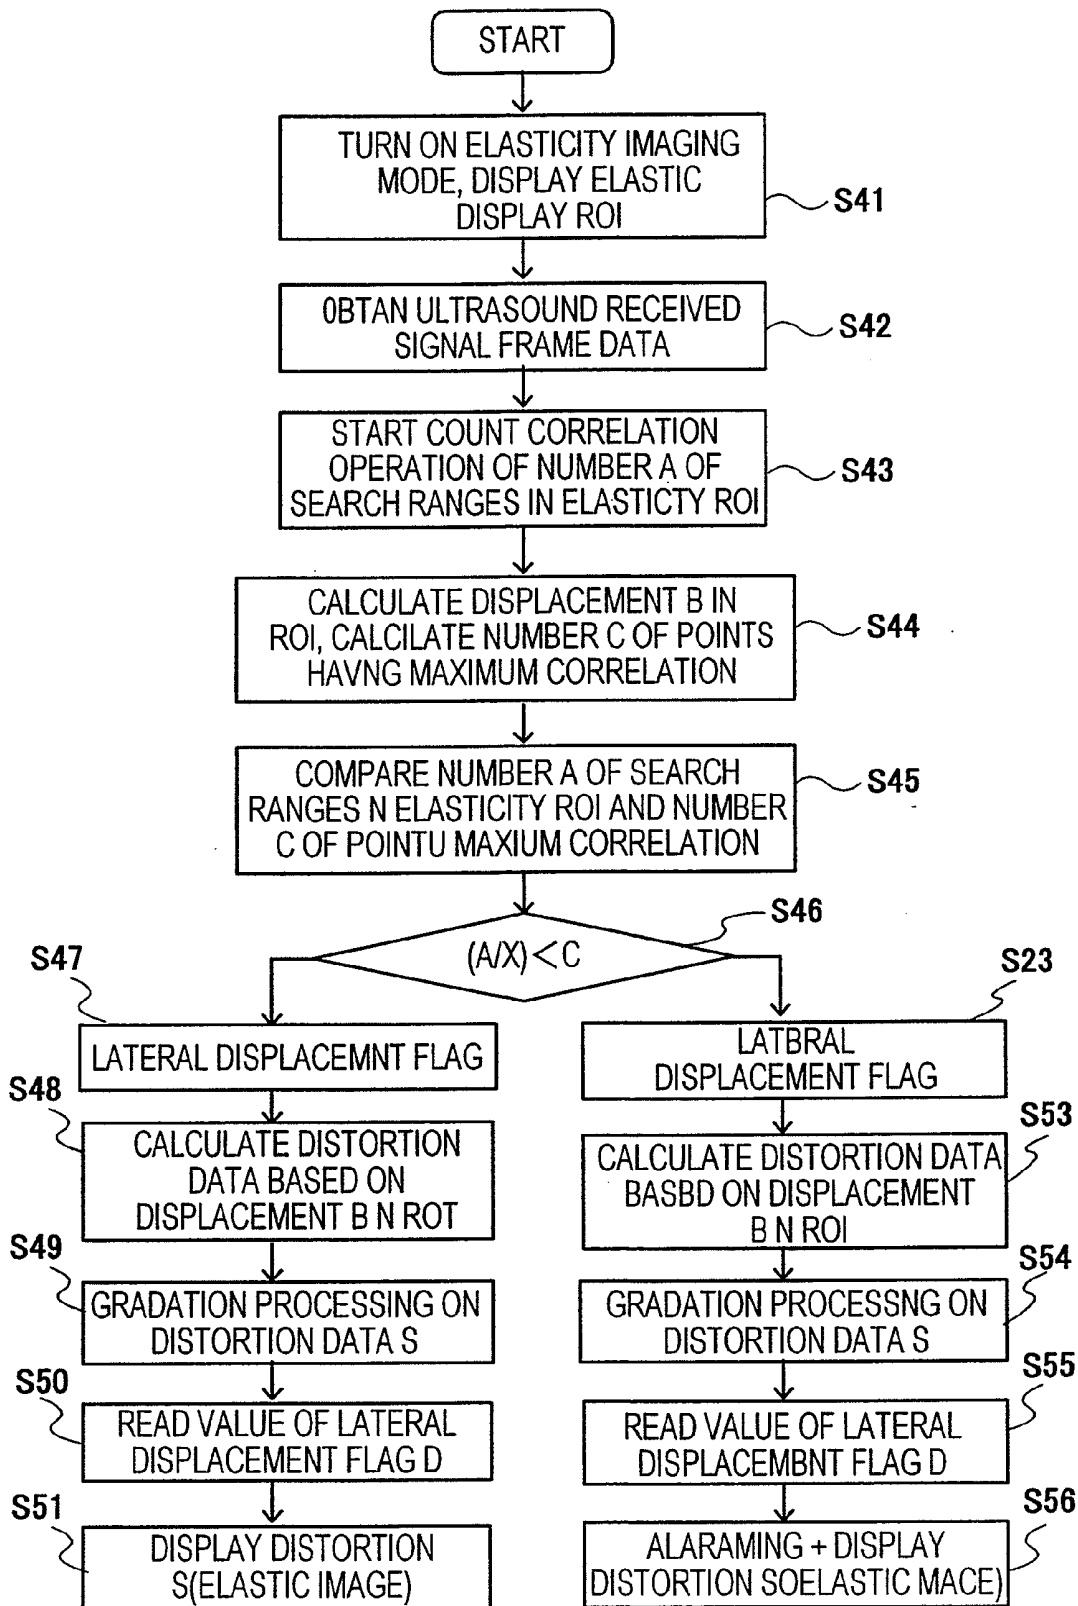 START
TURN ON ELASTICITY IMAGING
MODE, DISPLAY ELASTIC
DISPLAY ROI
S41
0BTAN ULTRASOUND RECEIVED
SIGNAL FRAME DATA
S42
START COUNT CORRELATION
OPERATION OF NUMBER A OF
SEARCH RANGES IN ELASTICTY ROI
S43
CALCULATE DISPLACEMENT B IN
ROI, CALCILATE NUMBER C OF POINTS
HAVNG MAXIMUM CORRELATION
S44
COMPARE NUMBER A OF SEARCH
RANGES N ELASTICITY ROI AND NUMBER
C OF POINTU MAXIUM CORRELATION
S45
(A/X)<C
S46
S47
LATERAL DISPLACEMNT FLAG
S48
CALCULATE DISTORTION
DATA BASED ON
DISPLACEMENT B N ROT
S49
GRADATION PROCESSING ON
DISTORTION DATA S
S50
READ VALUE OF LATERAL
DISPLACEMENT FLAG D
S51
DISPLAY DISTORTION
S(ELASTIC IMAGE)
S23
LATBRAL
DISPLACEMENT FLAG
S53
CALCULATE DISTORTION DATA
BASBD ON DISPLACEMENT
B N ROI
S54
GRADATION PROCESSNG ON
DISTORTION DATA S
S55
READ VALUE OF LATERAL
DISPLACEMBNT FLAG D
S56
ALARAMING + DISPLAY
DISTORTION SOELASTIC MACE)